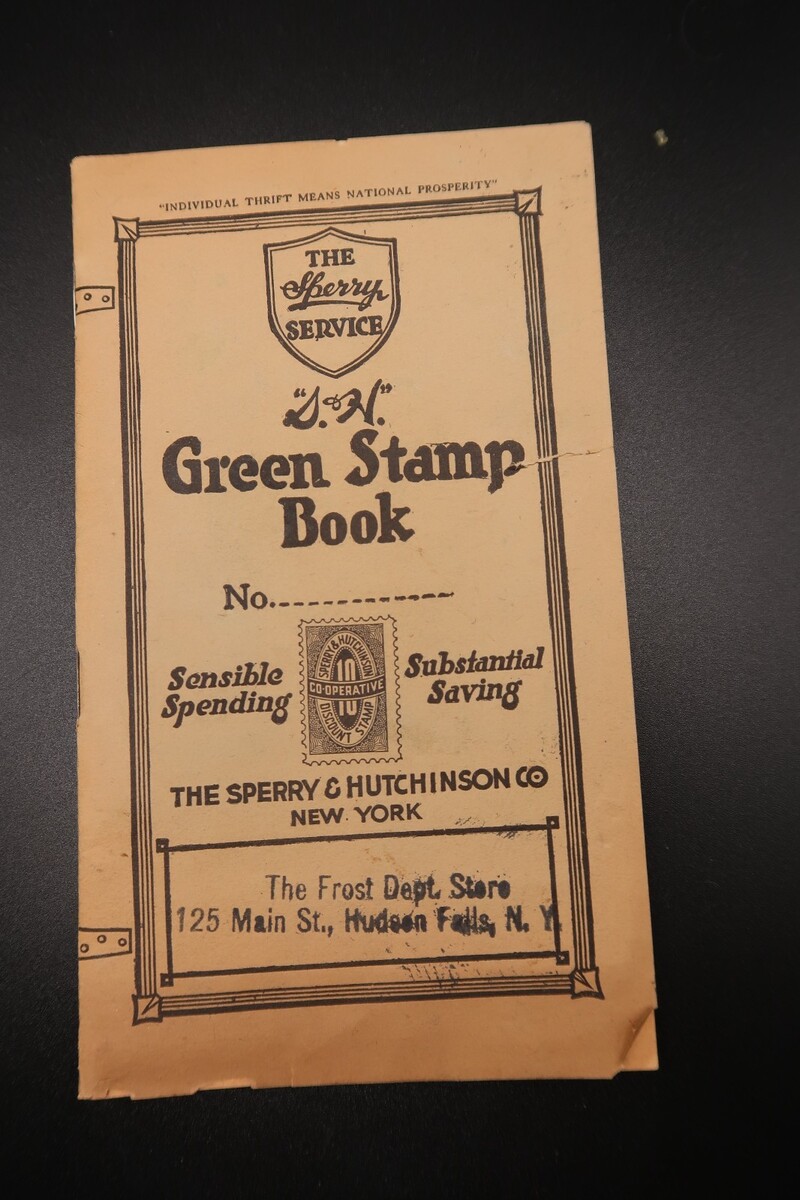 "INDIVIDUAL THRIFT MEANS NATIONAL PROSPERITY"
THE
Sperry
SERVICE
"S.&H."
Green Stamp
Book
No.--------------
Sensible
Spending
SPERRY & HUTCHINSON
10
CO-OPERATIVE
10
DISCOUNT STAMP
Substantial
Saving
THE SPERRY & HUTCHINSON CO
NEW YORK
The Frost Dept. Store
125 Main St., Hudson Falls, N. Y.